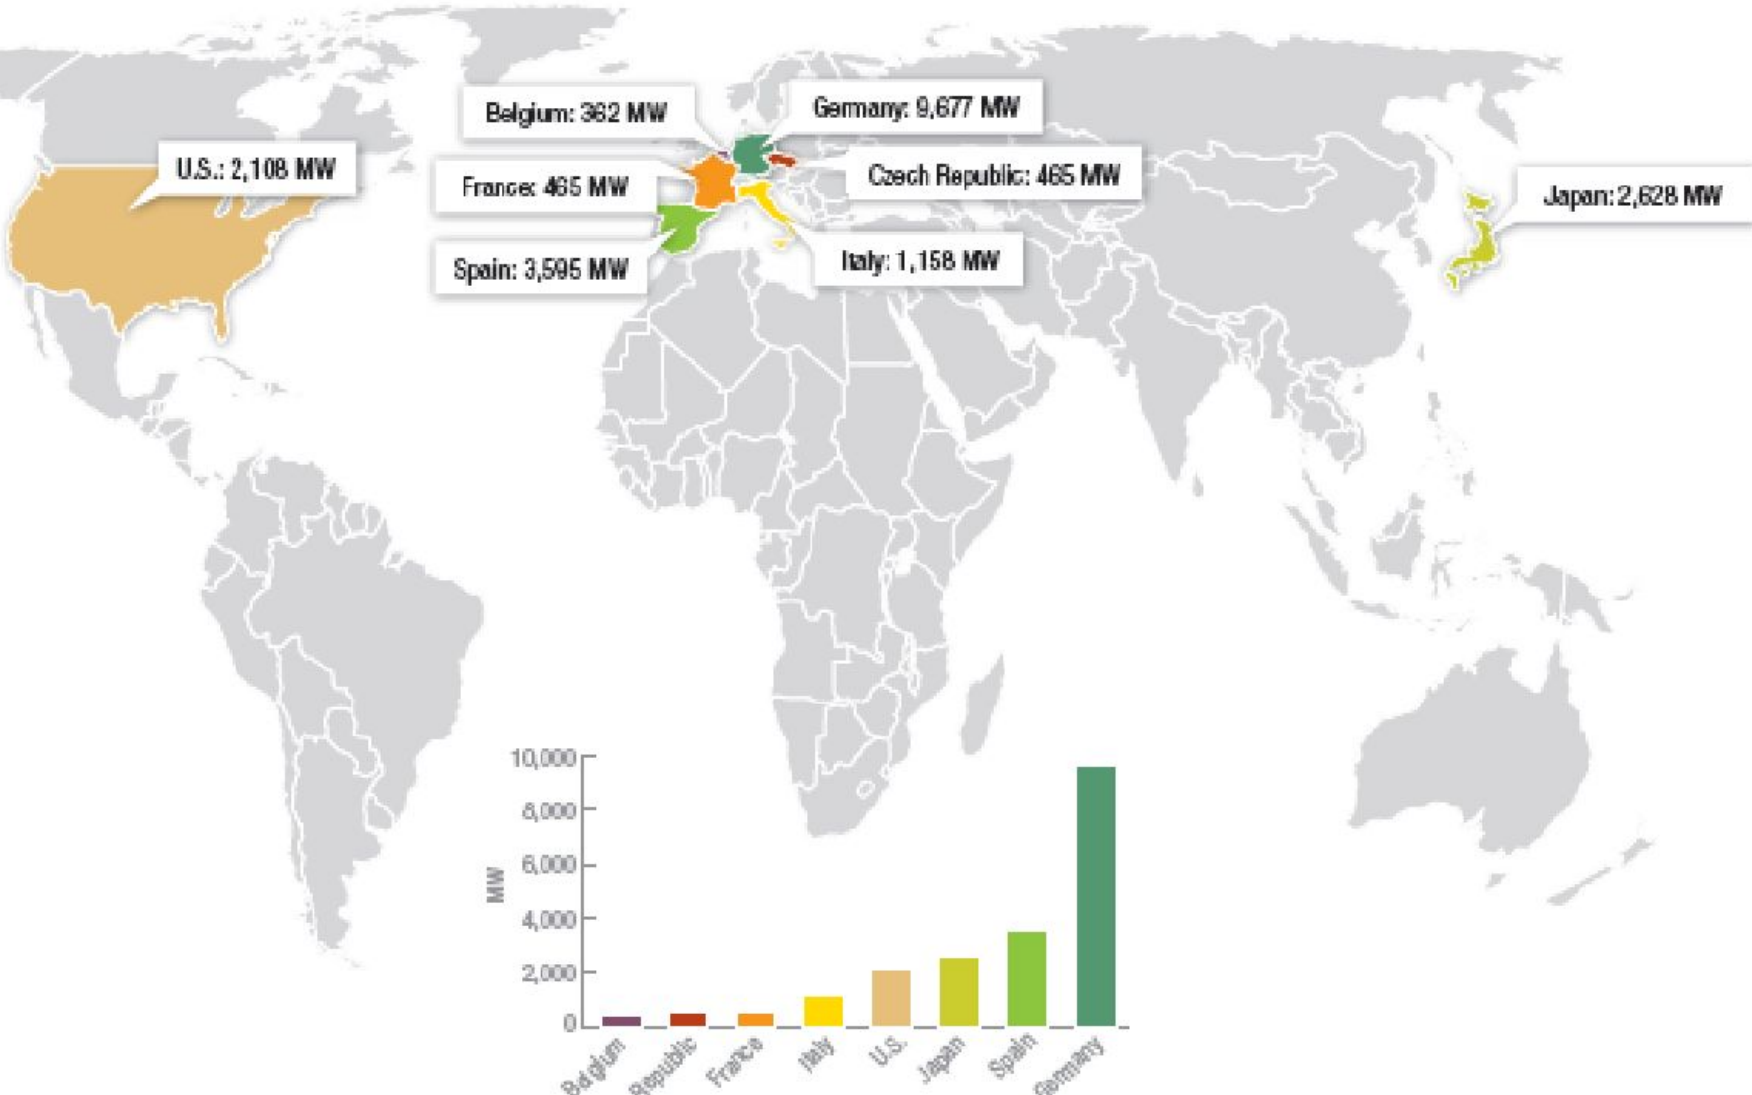 Belgium: 362 MW
Germany: 9,677 MW
U.S.: 2,108 MW
France: 465 MW
Czech Republic: 465 MW
Japan: 2,628 MW
Spain: 3,595 MW
Italy: 1,158 MW
10,000
8,000
6,000
4,000
2,000
0
MW
Belgium
Republic
France
Italy
U.S.
Japan
Spain
Germany